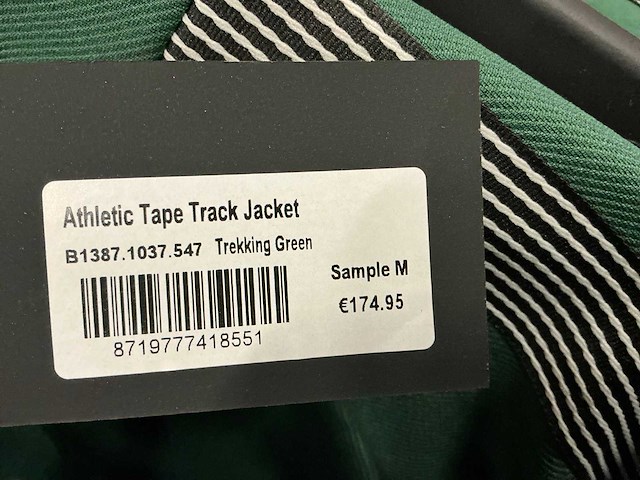 Athletic Tape Track Jacket
B1387.1037.547 Trekking Green
Sample M
€174.95
8719777418551